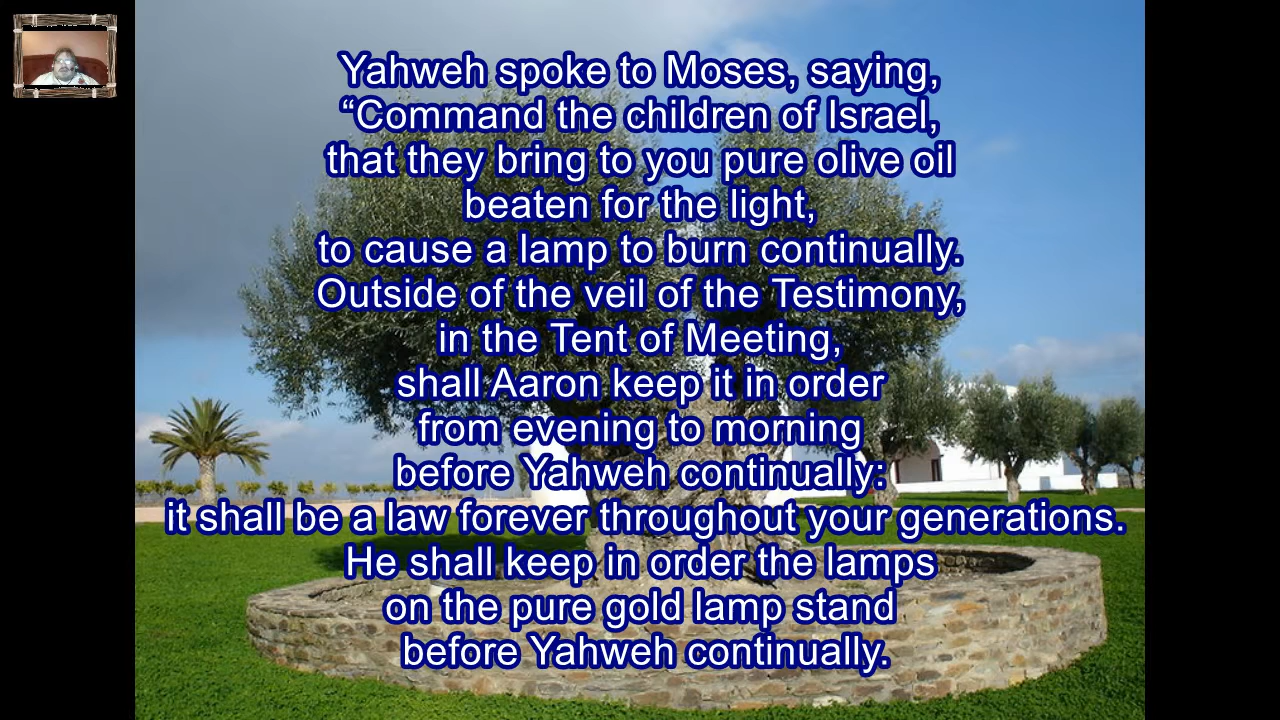 Yahweh spoke to Moses, saying,
“Command the children of Israel,
that they bring to you pure olive oil
beaten for the light,
to cause a lamp to burn continually.
Outside of the veil of the Testimony,
in the Tent of Meeting,
shall Aaron keep it in order
from evening to morning
before Yahweh continually:
it shall be a law forever throughout your generations.
He shall keep in order the lamps
on the pure gold lamp stand
before Yahweh continually.